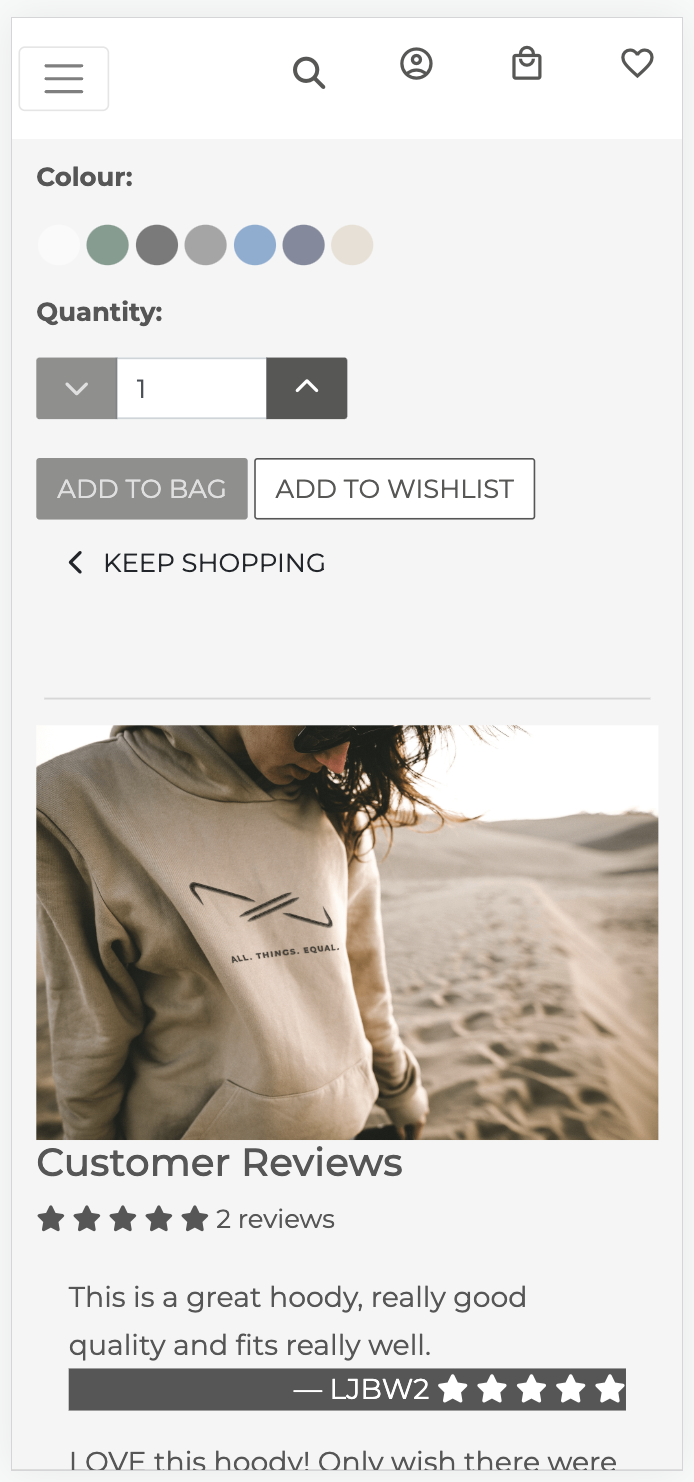 Colour:
Quantity:
1
ADD TO BAG
ADD TO WISHLIST
KEEP SHOPPING
ALL. THINGS. EQUAL.
Customer Reviews
2 reviews
This is a great hoody, really good
quality and fits really well.
— LJBW2
LOVE this hoody! Only wish there were